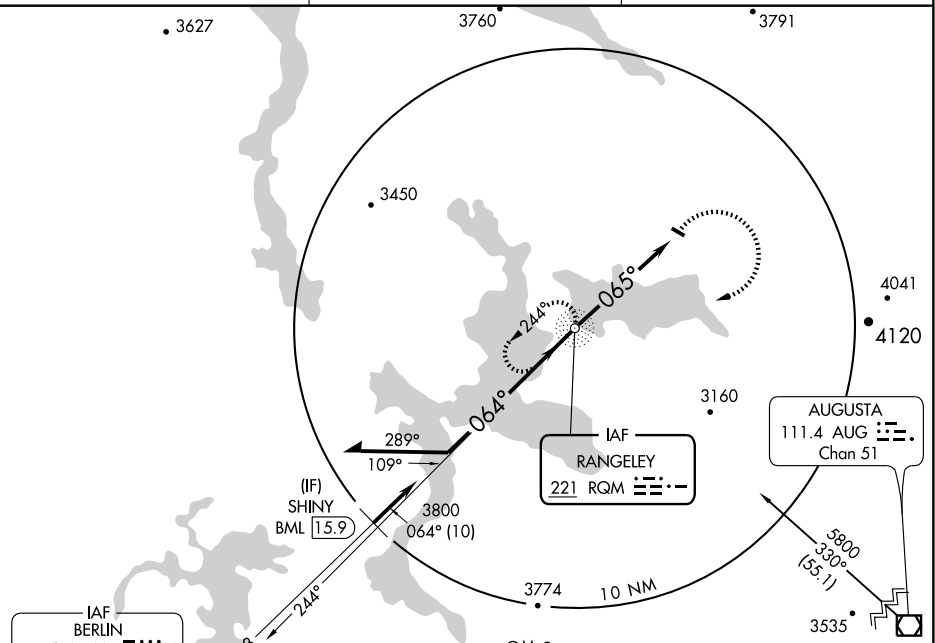 3627
3760
3791
3450
065°
244°
4041
4120
3160
064°
AUGUSTA
111.4 AUG
Chan 51
IAF
RANGELEY
221 RQM
289°
109°
(IF)
SHINY
BML 15.9
3800
064° (10)
5800
330°
(55.1)
244°
3774
10 NM
3535
IAF
BERLIN